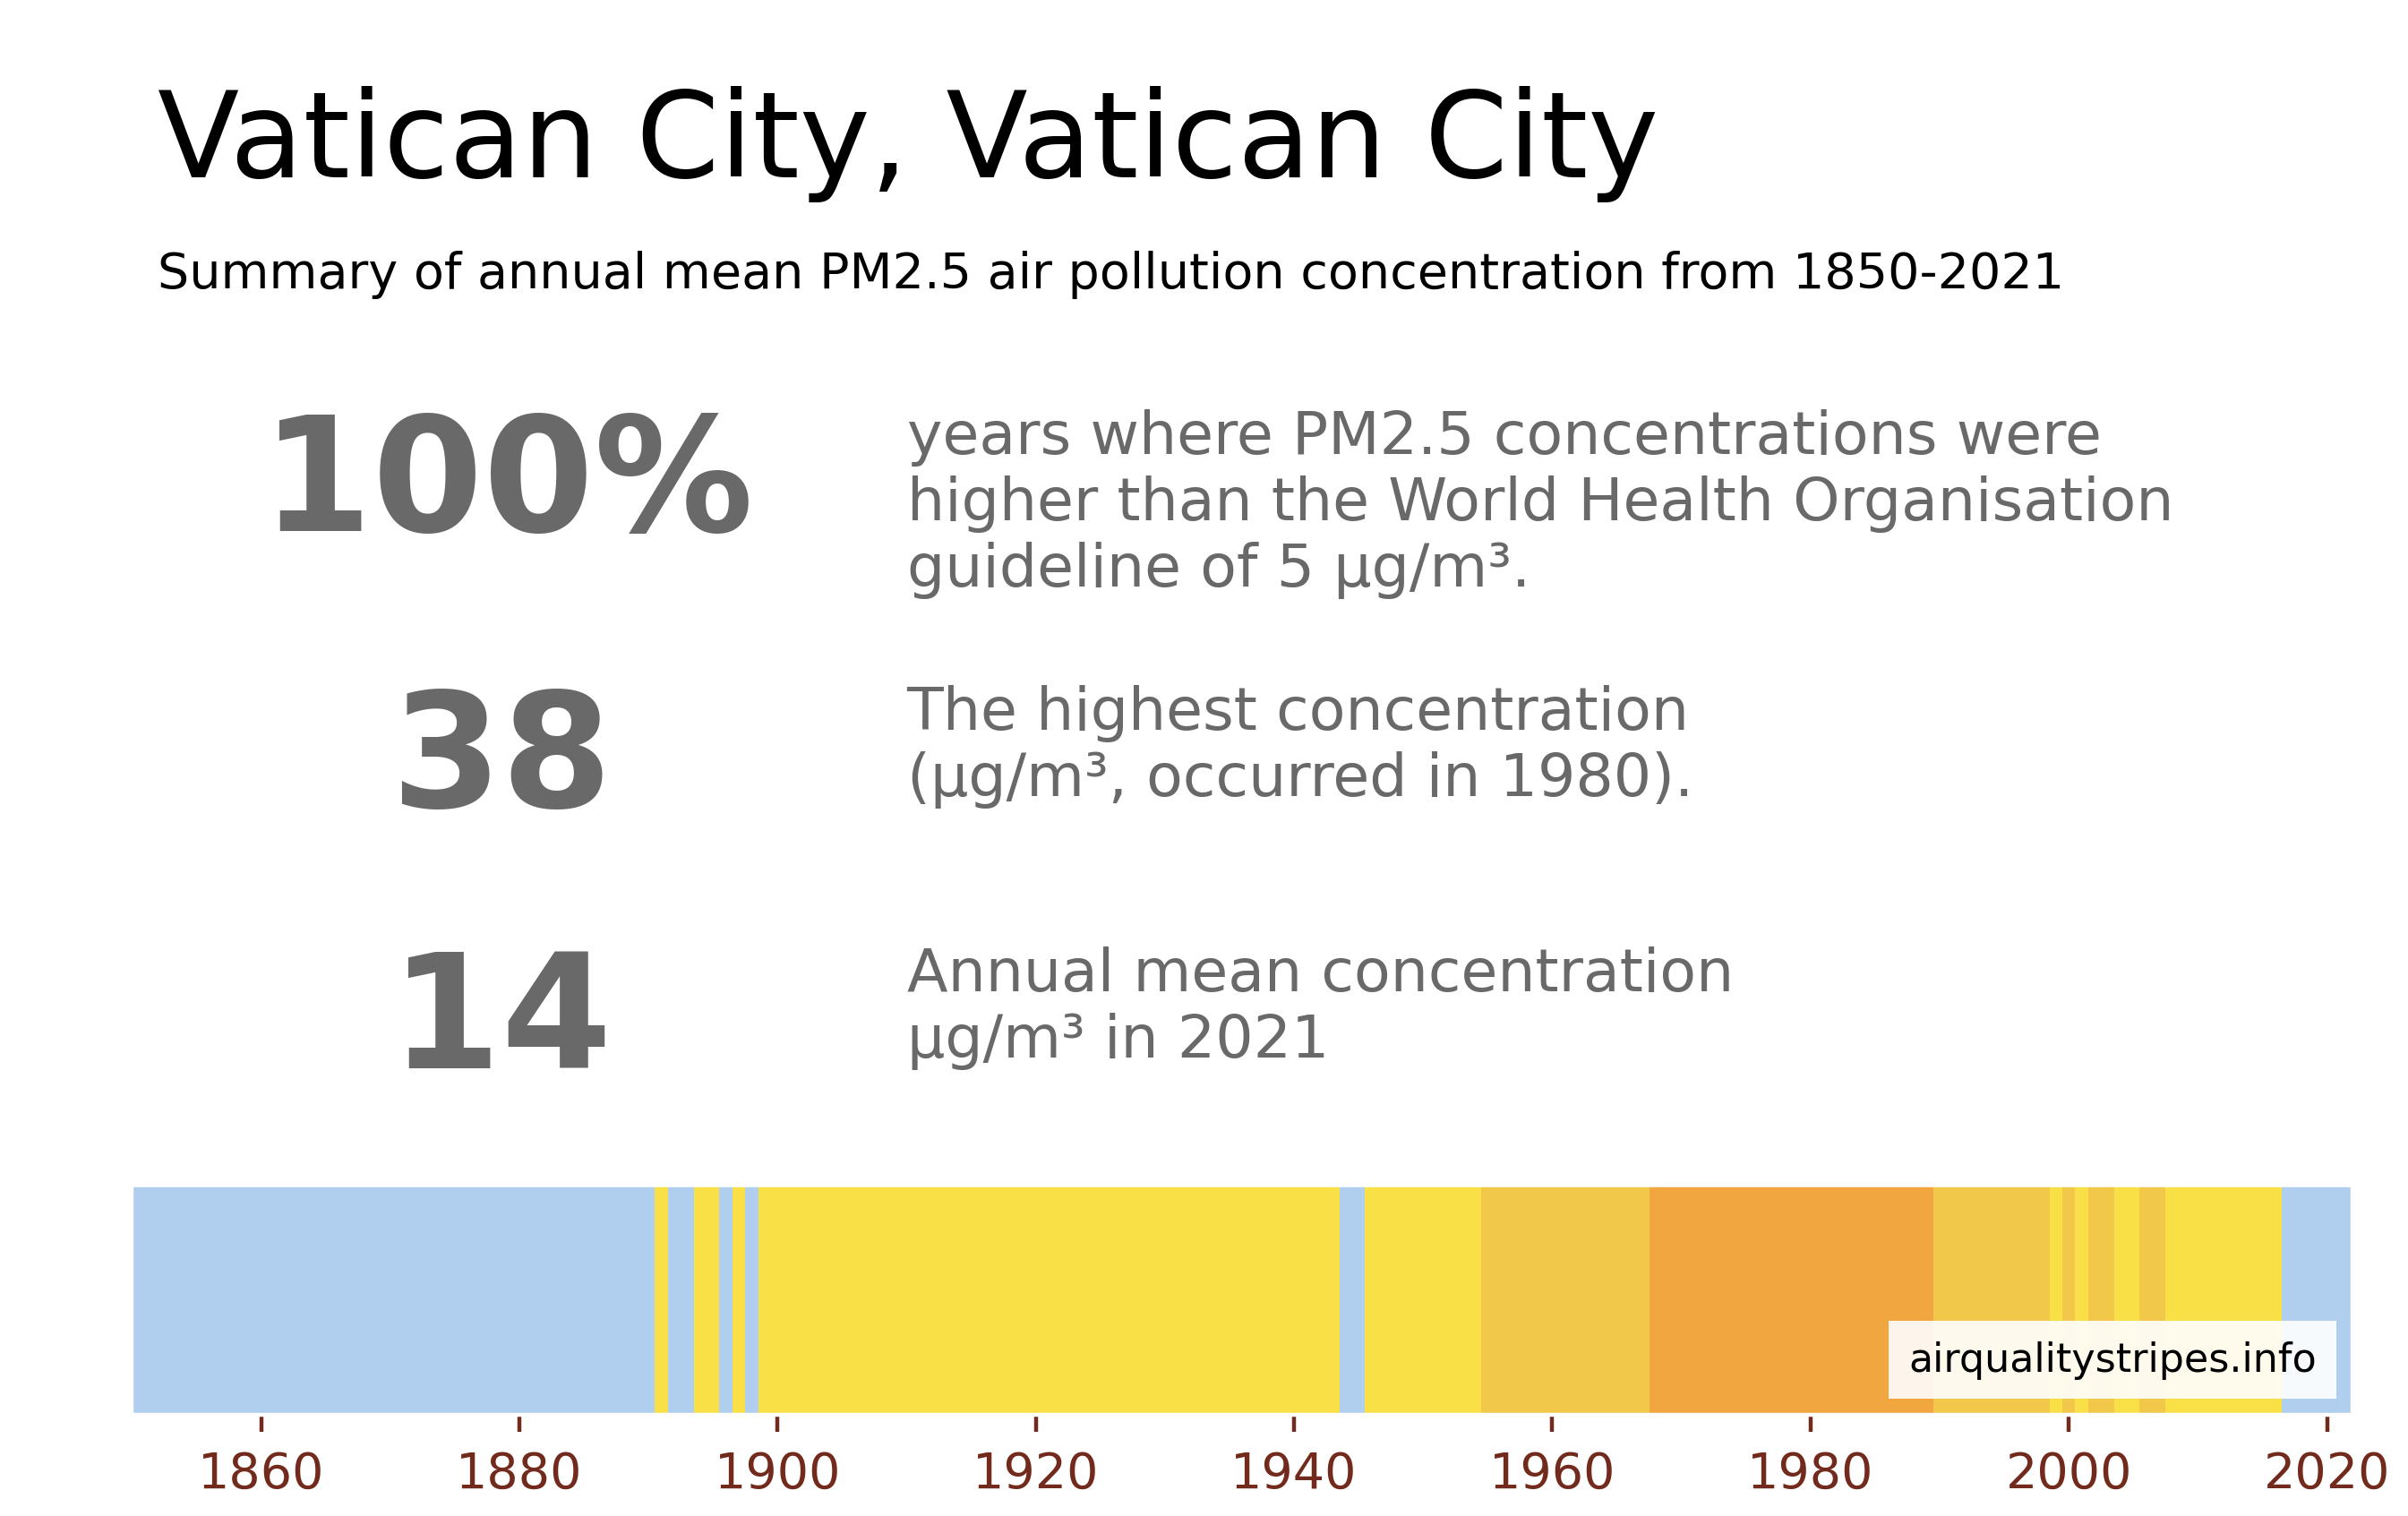 Vatican City, Vatican City
Summary of annual mean PM2.5 air pollution concentration from 1850-2021
100%
years where PM2.5 concentrations were
higher than the World Health Organisation
guideline of 5 µg/m³.
38
The highest concentration
(µg/m³, occurred in 1980).
14
Annual mean concentration
µg/m³ in 2021
airqualitystripes.info
1860 1880 1900 1920 1940 1960 1980 2000 2020